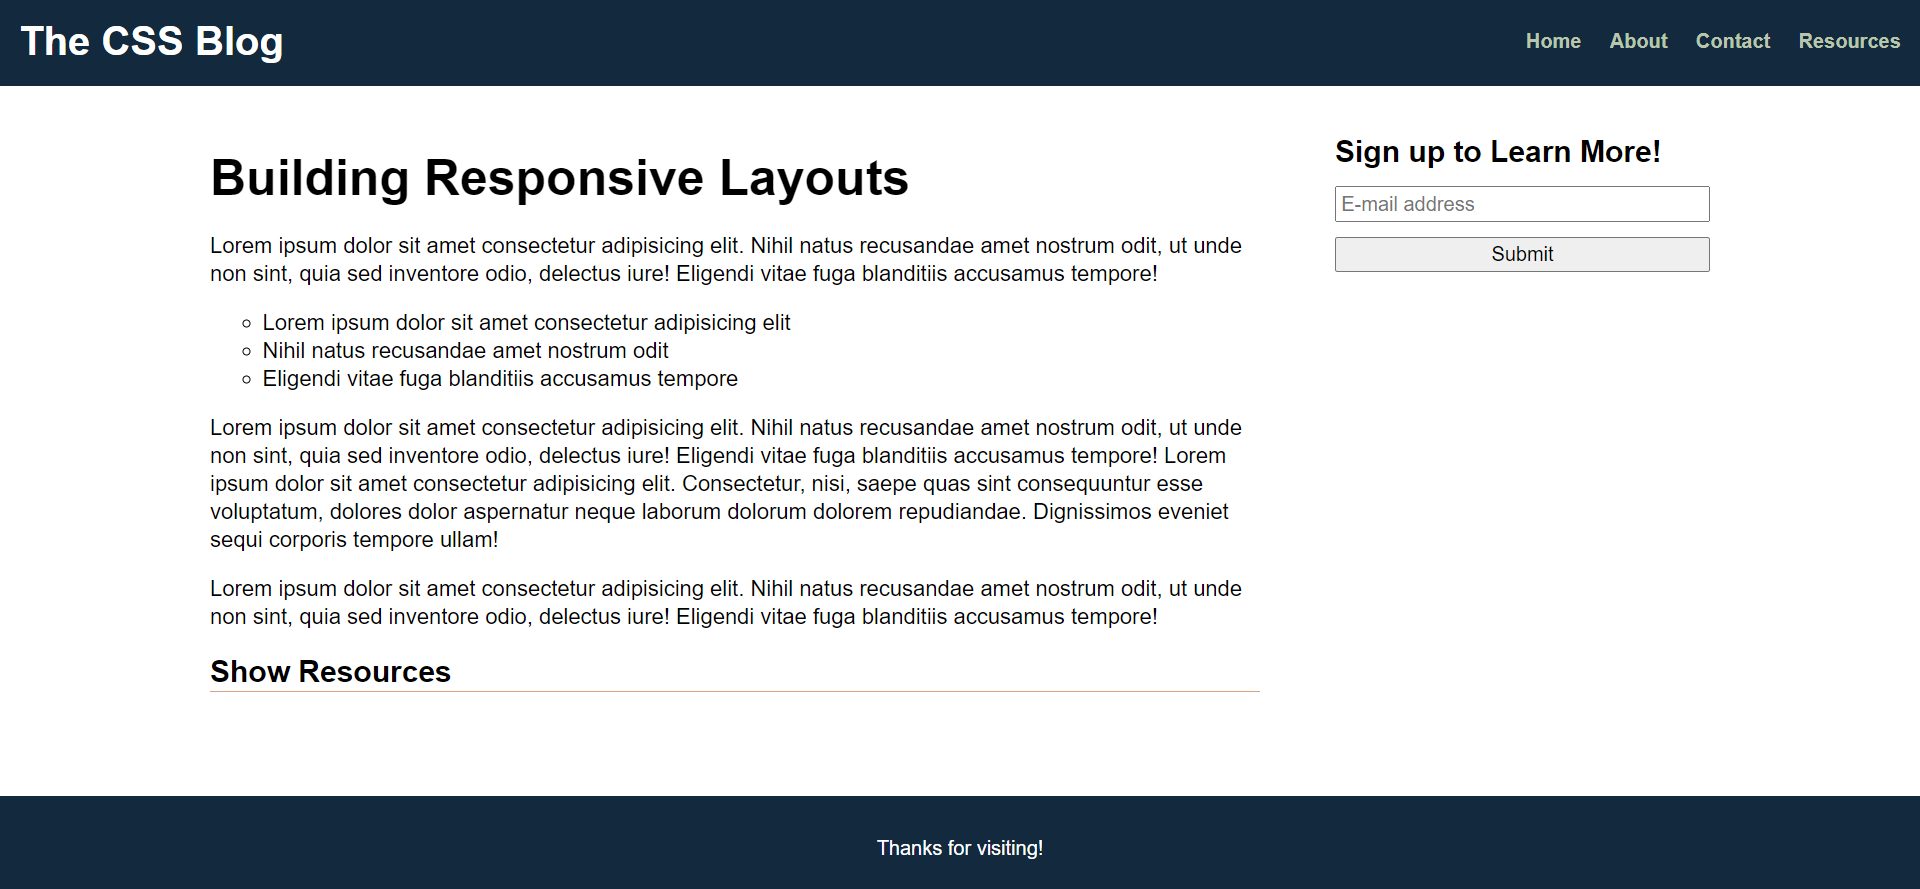 The CSS Blog
Home About Contact Resources
Building Responsive Layouts
Lorem ipsum dolor sit amet consectetur adipisicing elit. Nihil natus recusandae amet nostrum odit, ut unde
non sint, quia sed inventore odio, delectus iure! Eligendi vitae fuga blanditiis accusamus tempore!
Lorem ipsum dolor sit amet consectetur adipisicing elit
Nihil natus recusandae amet nostrum odit
Eligendi vitae fuga blanditiis accusamus tempore
Lorem ipsum dolor sit amet consectetur adipisicing elit. Nihil natus recusandae amet nostrum odit, ut unde
non sint, quia sed inventore odio, delectus iure! Eligendi vitae fuga blanditiis accusamus tempore! Lorem
ipsum dolor sit amet consectetur adipisicing elit. Consectetur, nisi, saepe quas sint consequuntur esse
voluptatum, dolores dolor aspernatur neque laborum dolorum dolorem repudiandae. Dignissimos eveniet
sequi corporis tempore ullam!
Lorem ipsum dolor sit amet consectetur adipisicing elit. Nihil natus recusandae amet nostrum odit, ut unde
non sint, quia sed inventore odio, delectus iure! Eligendi vitae fuga blanditiis accusamus tempore!
Show Resources
Sign up to Learn More!
E-mail address
Submit
Thanks for visiting!